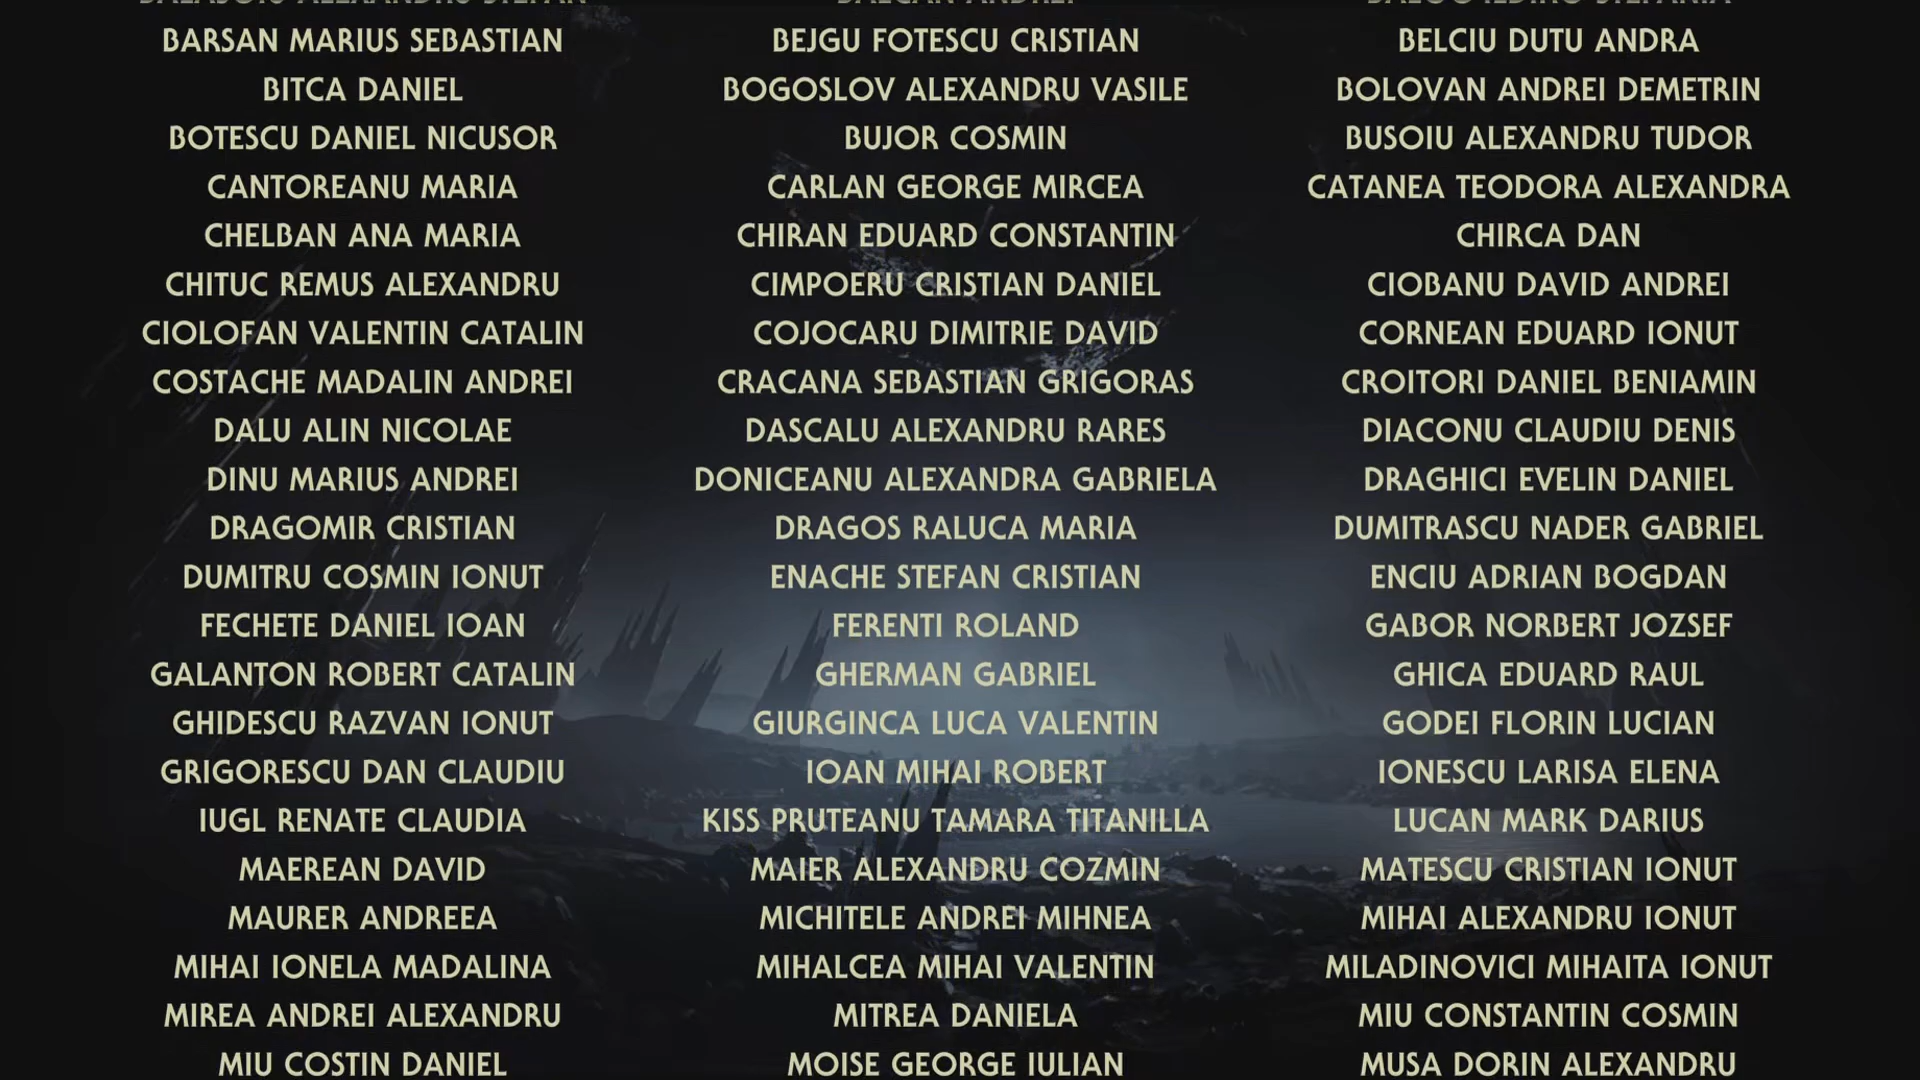 BARSAN MARIUS SEBASTIAN BEJGU FOTESCU CRISTIAN BELCIU DUTU ANDRA
BITCA DANIEL BOGOSLOV ALEXANDRU VASILE BOLOVAN ANDREI DEMETRIN
BOTESCU DANIEL NICUSOR BUJOR COSMIN BUSOIU ALEXANDRU TUDOR
CANTOREANU MARIA CARLAN GEORGE MIRCEA CATANEA TEODORA ALEXANDRA
CHELBAN ANA MARIA CHIRAN EDUARD CONSTANTIN CHIRCA DAN
CHITUC REMUS ALEXANDRU CIMPOERU CRISTIAN DANIEL CIOBANU DAVID ANDREI
CIOLOFAN VALENTIN CATALIN COJOCARU DIMITRIE DAVID CORNEAN EDUARD IONUT
COSTACHE MADALIN ANDREI CRACANA SEBASTIAN GRIGORAS CROITORI DANIEL BENIAMIN
DALU ALIN NICOLAE DASCALU ALEXANDRU RARES DIACONU CLAUDIU DENIS
DINU MARIUS ANDREI DONICEANU ALEXANDRA GABRIELA DRAGHICI EVELIN DANIEL
DRAGOMIR CRISTIAN DRAGOS RALUCA MARIA DUMITRASCU NADER GABRIEL
DUMITRU COSMIN IONUT ENACHE STEFAN CRISTIAN ENCIU ADRIAN BOGDAN
FECHETE DANIEL IOAN FERENTI ROLAND GABOR NORBERT JOZSEF
GALANTON ROBERT CATALIN GHERMAN GABRIEL GHICA EDUARD RAUL
GHIDESCU RAZVAN IONUT GIURGINCA LUCA VALENTIN GODEI FLORIN LUCIAN
GRIGORESCU DAN CLAUDIU IOAN MIHAI ROBERT IONESCU LARISA ELENA
IUGL RENATE CLAUDIA KISS PRUTEANU TAMARA TITANILLA LUCAN MARK DARIUS
MAEREAN DAVID MAIER ALEXANDRU COZMIN MATESCU CRISTIAN IONUT
MAURER ANDREEA MICHITELE ANDREI MIHNEA MIHAI ALEXANDRU IONUT
MIHAI IONELA MADALINA MIHALCEA MIHAI VALENTIN MILADINOVICI MIHAITA IONUT
MIREA ANDREI ALEXANDRU MITREA DANIELA MIU CONSTANTIN COSMIN
MIU COSTIN DANIEL MOISE GEORGE IULIAN MUSA DORIN ALEXANDRU